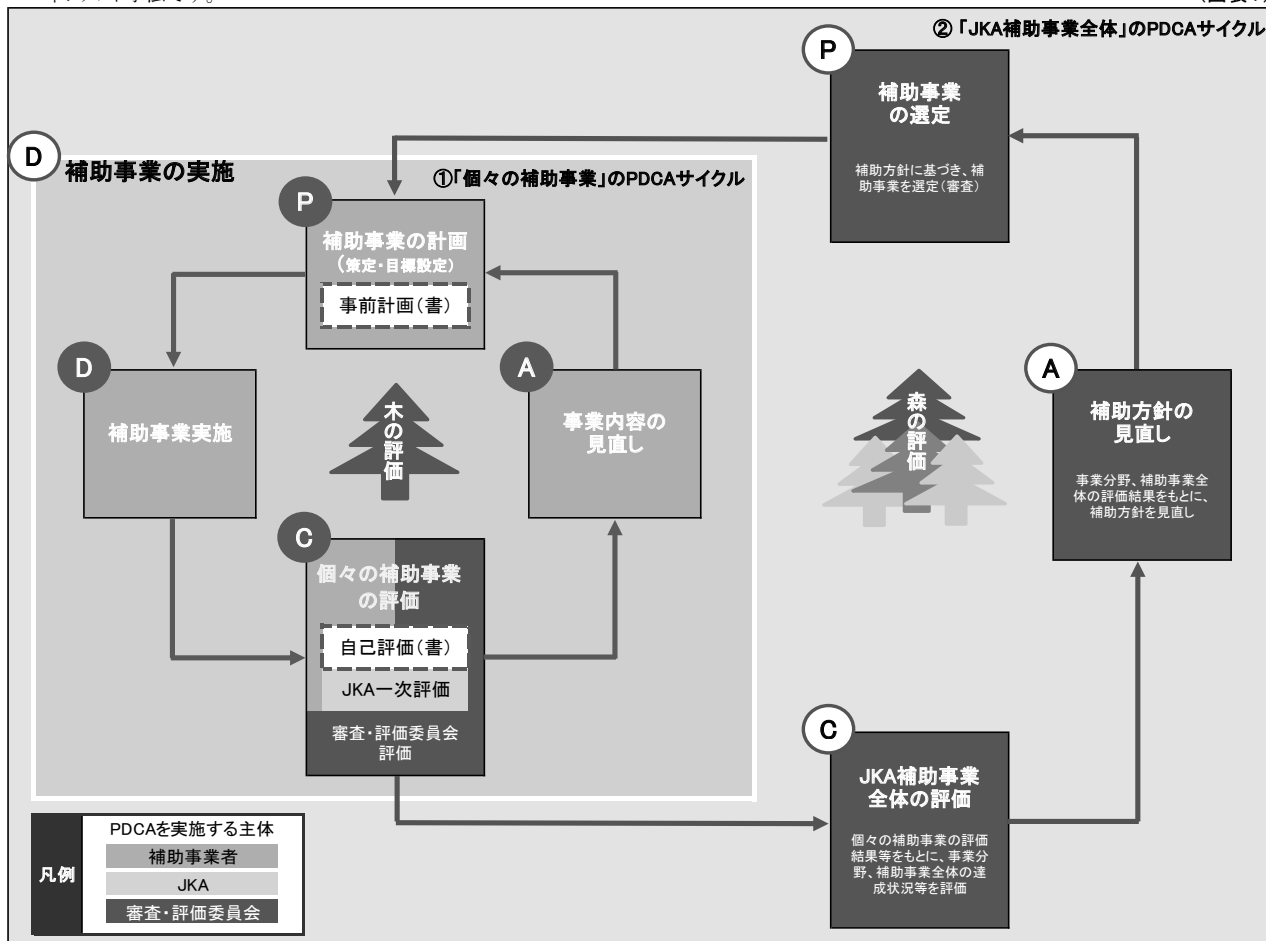 ②「JKA補助事業全体」のPDCAサイクル
P
補助事業
の選定
補助方針に基づき、補
助事業を選定(審査)
D
補助事業の実施
①「個々の補助事業」のPDCAサイクル
P
補助事業の計画
(策定・目標設定)
事前計画(書)
D
補助事業実施
木の評価
A
事業内容の
見直し
森の評価
A
補助方針の
見直し
事業分野、補助事業全
体の評価結果をもとに、
補助方針を見直し
C
個々の補助事業
の評価
自己評価(書)
JKA一次評価
審査・評価委員会
評価
C
JKA補助事業
全体の評価
個々の補助事業の評価
結果等をもとに、事業分
野、補助事業全体の達
成状況等を評価
凡例
PDCAを実施する主体
補助事業者
JKA
審査・評価委員会